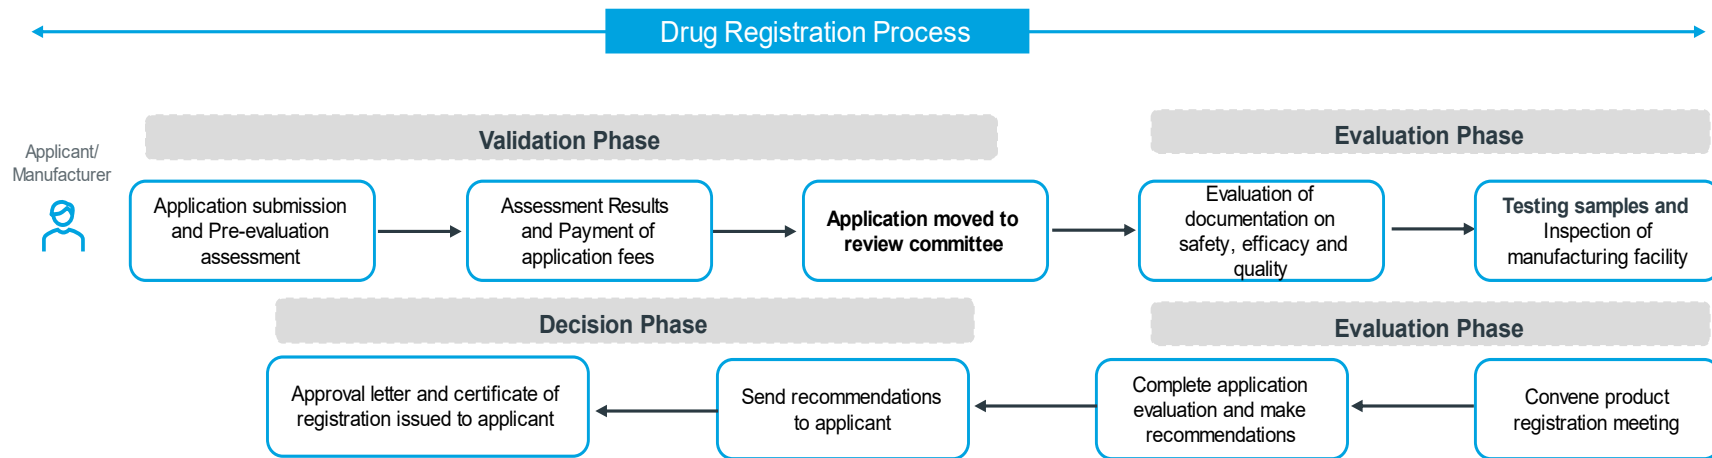 Drug Registration Process
Validation Phase
Evaluation Phase
Applicant/
Manufacturer
Application submission
and Pre-evaluation
assessment
Assessment Results
and Payment of
application fees
Application moved to
review committee
Evaluation of
documentation on
safety, efficacy and
quality
Testing samples and
Inspection of
manufacturing facility
Decision Phase
Evaluation Phase
Approval letter and certificate of
registration issued to applicant
Send recommendations
to applicant
Complete application
evaluation and make
recommendations
Convene product
registration meeting